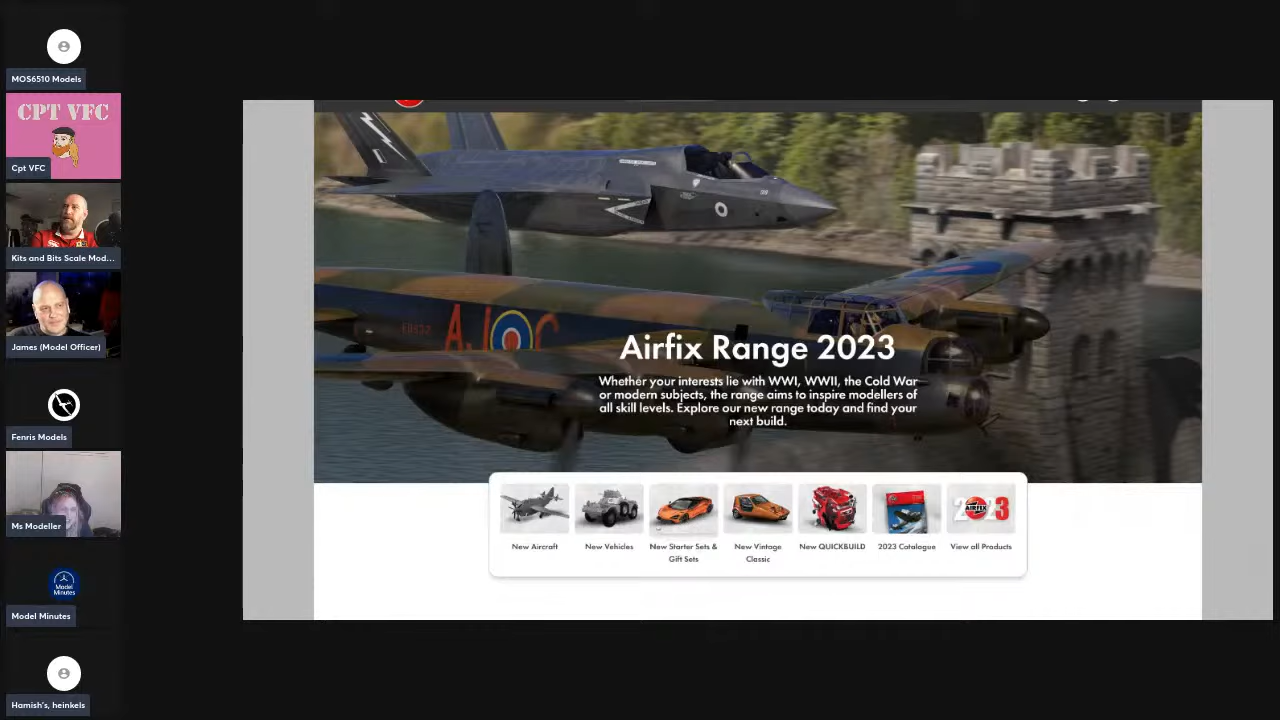 MOS6510 Models
CPT VFC
Cpt VFC
Kits and Bits Scale Mod...
James (Model Officer)
Fenris Models
Ms Modeller
Model
Minutes
Model Minutes
Hamish's, heinkels
AJ C
Airfix Range 2023
Whether your interests lie with WWI, WWII, the Cold War
or modern subjects, the range aims to inspire modellers of
all skill levels. Explore our new range today and find your
next build.
New Aircraft
New Vehicles
New Starter Sets &
Gift Sets
New Vintage
Classic
New QUICKBUILD
2023 Catalogue
2023
AIRFIX
View all Products